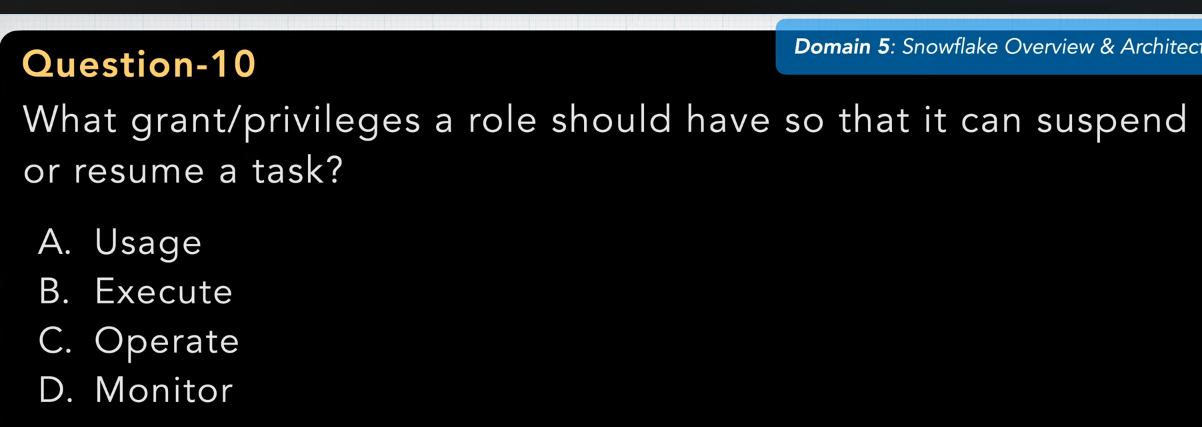 Domain 5: Snowflake Overview & Architect
Question-10
What grant/privileges a role should have so that it can suspend
or resume a task?
A. Usage
B. Execute
C. Operate
D. Monitor